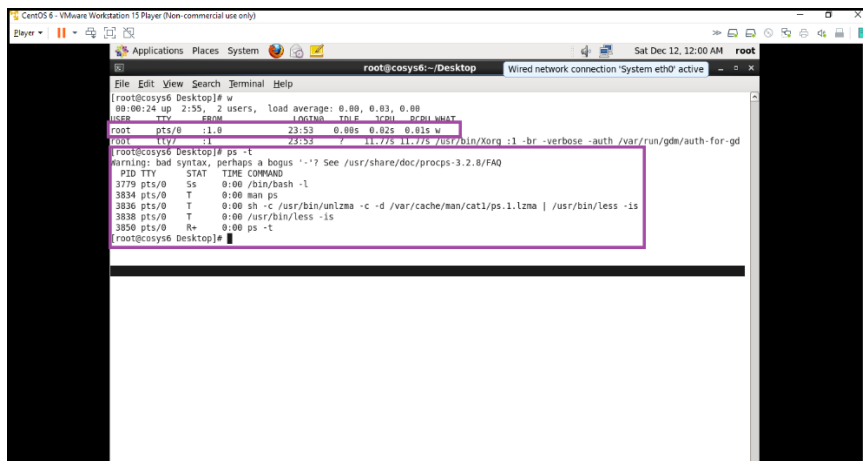 CentOS 6 - VMware Workstation 15 Player (Non-commercial use only)
Player
Applications Places System Sat Dec 12, 12:00 AM root
root@cosys6:~/Desktop Wired network connection 'System eth0' active
File Edit View Search Terminal Help
[root@cosys6 Desktop]# w
00:00:24 up 2:55, 2 users, load average: 0.00, 0.03, 0.00
USER TTY FROM LOGIN@ IDLE JCPU PCPU WHAT
root pts/0 :1.0 23:53 0.00s 0.02s 0.01s w
root tty7 :1 23:53 ? 11.77s 11.77s /usr/bin/Xorg :1 -br -verbose -auth /var/run/gdm/auth-for-gd
[root@cosys6 Desktop]# ps -t
Warning: bad syntax, perhaps a bogus '-'? See /usr/share/doc/procps-3.2.8/FAQ
PID TTY STAT TIME COMMAND
3779 pts/0 Ss 0:00 /bin/bash -l
3834 pts/0 T 0:00 man ps
3836 pts/0 T 0:00 sh -c /usr/bin/unlzma -c -d /var/cache/man/cat1/ps.1.lzma | /usr/bin/less -is
3838 pts/0 T 0:00 /usr/bin/less -is
3850 pts/0 R+ 0:00 ps -t
[root@cosys6 Desktop]#